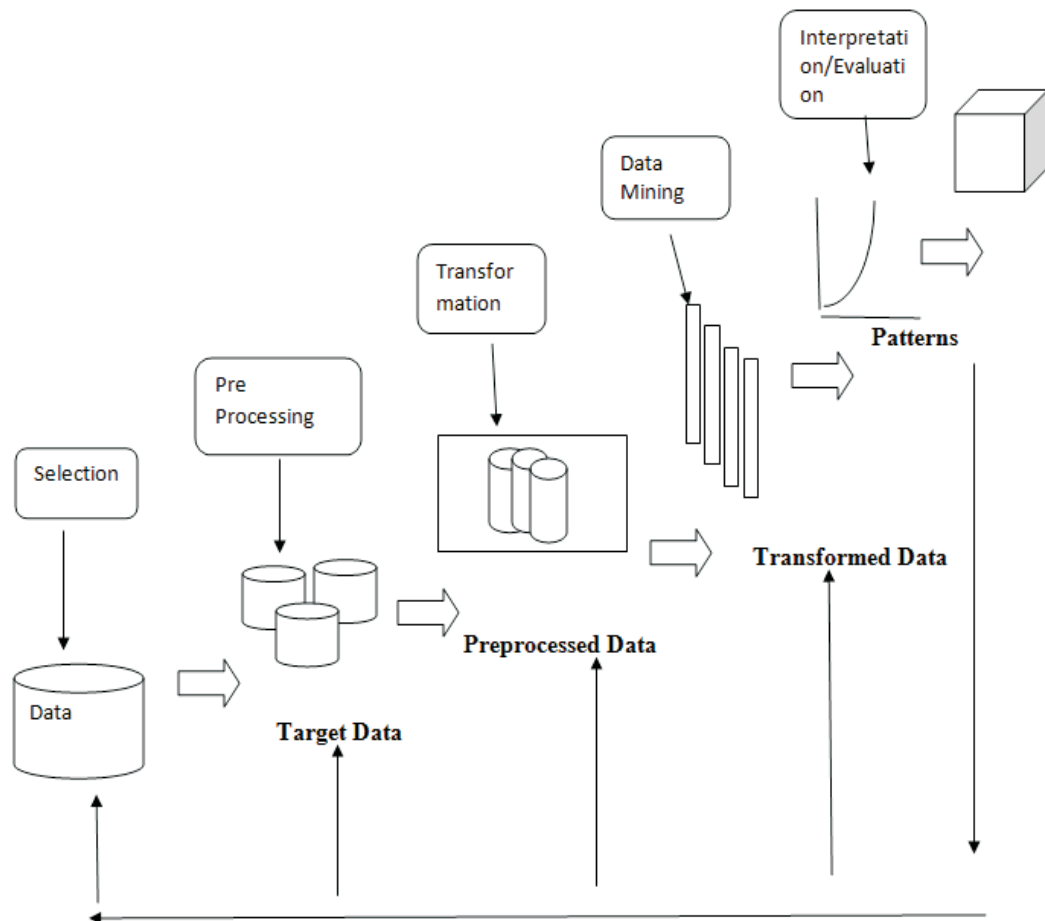 Interpretati
on/Evaluati
on
Data
Mining
Transfor
mation
Patterns
Pre
Processing
Selection
Transformed Data
Preprocessed Data
Data
Target Data